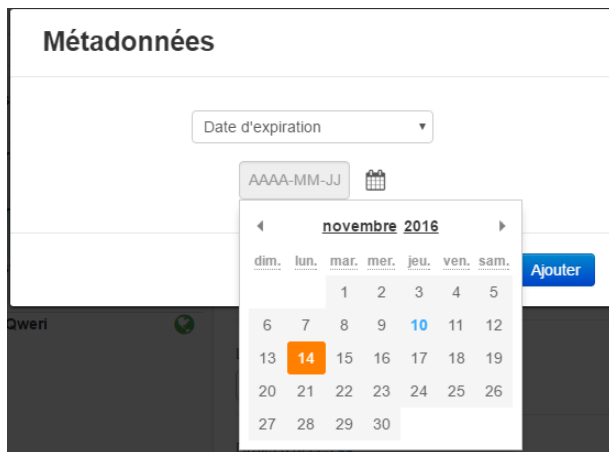 Métadonnées
Date d'expiration
AAAA-MM-JJ
novembre 2016
dim. lun. mar. mer. jeu. ven. sam.
1 2 3 4 5
6 7 8 9 10 11 12
13 14 15 16 17 18 19
20 21 22 23 24 25 26
27 28 29 30
Ajouter
Qweri